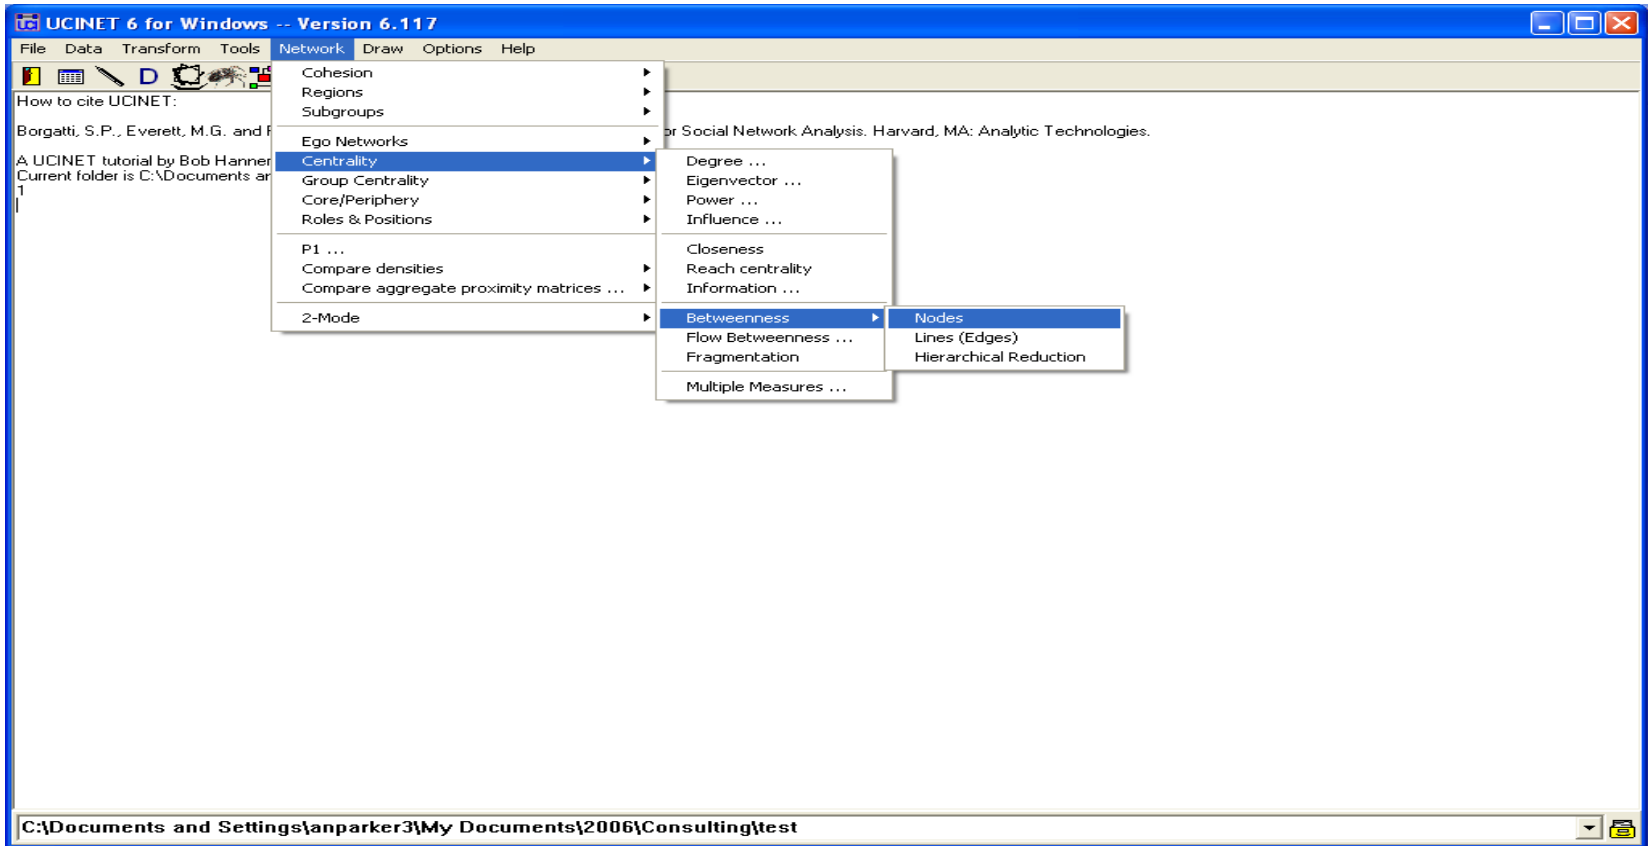 UCINET 6 for Windows -- Version 6.117
File Data Transform Tools Network Draw Options Help
D
How to cite UCINET:
Borgatti, S.P., Everett, M.G. and or Social Network Analysis. Harvard, MA: Analytic Technologies.
A UCINET tutorial by Bob Hanner
Current folder is C:\Documents an
1
Cohesion
Regions
Subgroups
Ego Networks
Centrality
Group Centrality
Core/Periphery
Roles & Positions
P1 ...
Compare densities
Compare aggregate proximity matrices ...
2-Mode
Degree ...
Eigenvector ...
Power ...
Influence ...
Closeness
Reach centrality
Information ...
Betweenness
Flow Betweenness ...
Fragmentation
Multiple Measures ...
Nodes
Lines (Edges)
Hierarchical Reduction
C:\Documents and Settings\anparker3\My Documents\2006\Consulting\test